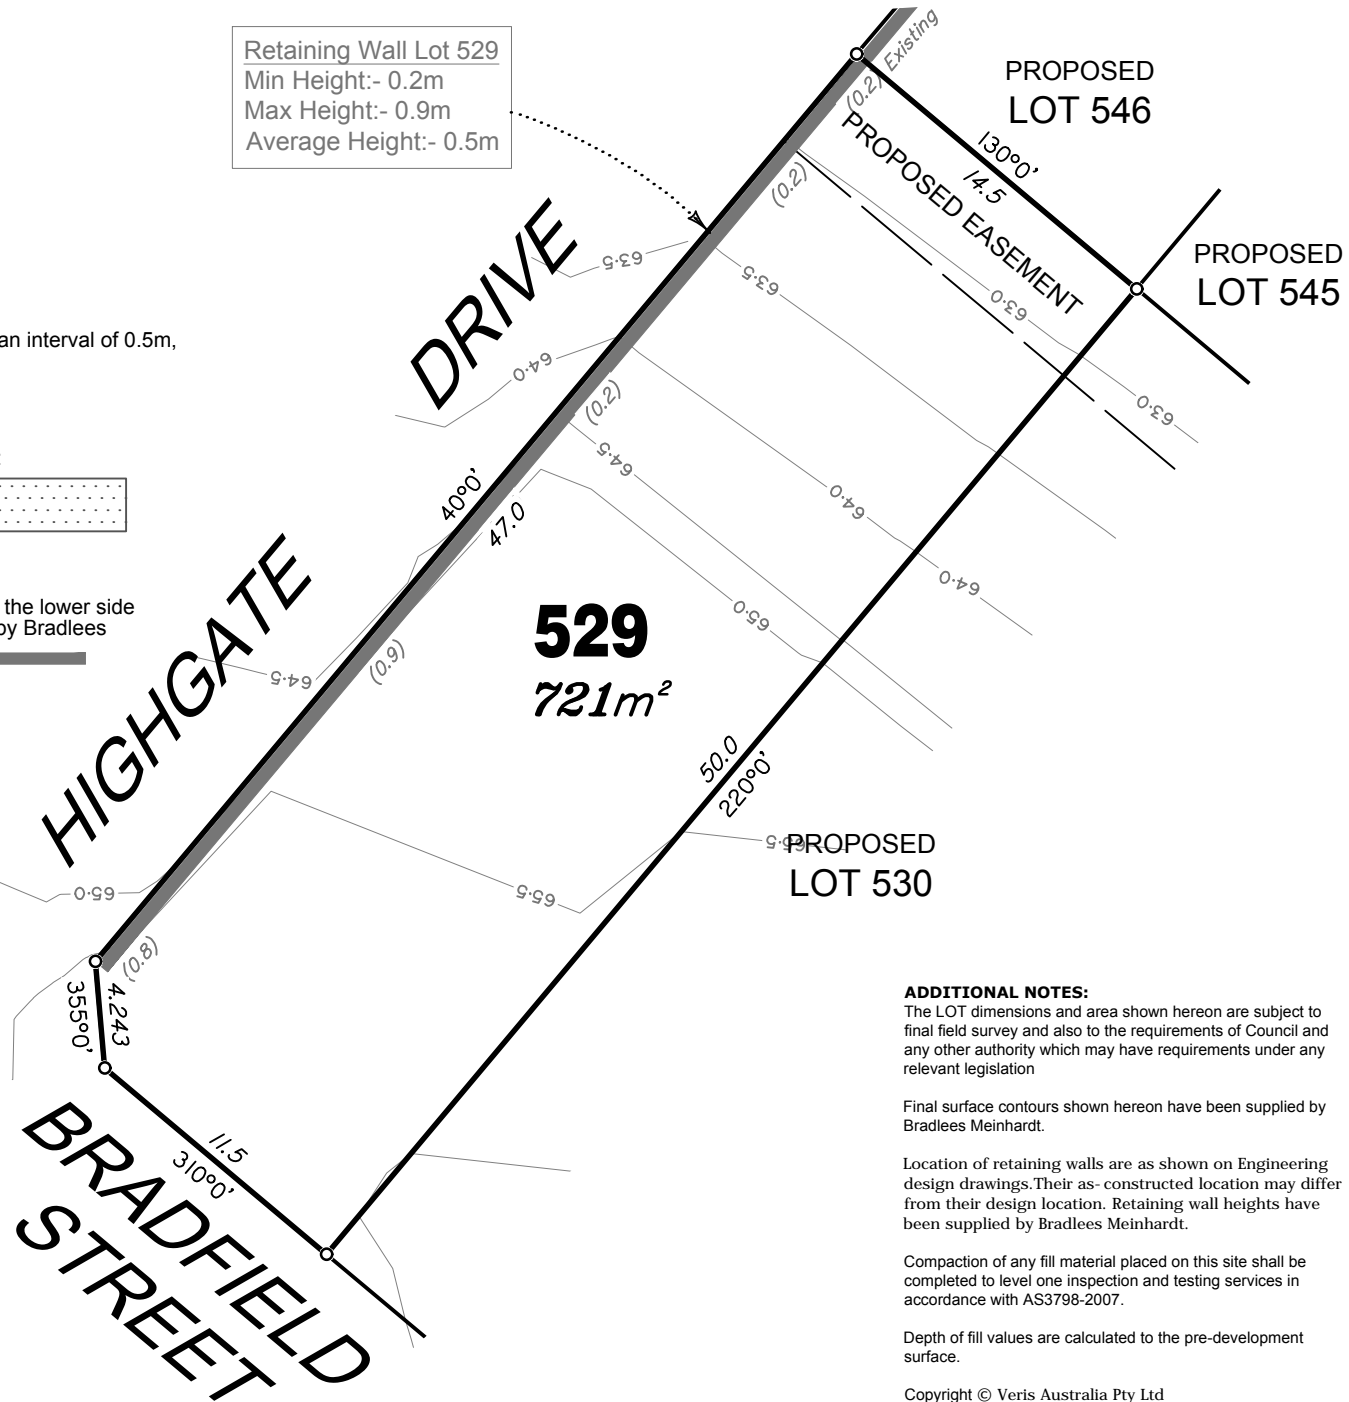 Retaining Wall Lot 529
Min Height:- 0.2m
Max Height:- 0.9m
Average Height:- 0.5m
Existing
(0.2)
PROPOSED
LOT 546
130°0'
14.5
PROPOSED EASEMENT
(0.2)
PROPOSED
LOT 545
DRIVE
63·5
63·5
63·0
an interval of 0.5m,
64·0
(0.2)
63·0
64·5
40°0'
47.0
64·0
64·0
HIGHGATE
the lower side
by Bradlees
529
721m²
65·0
(0.9)
64·5
50.0
220°0'
65·5
PROPOSED
LOT 530
65·0
65·5
(0.8)
4.243
355°0'
11.5
310°0'
BRADFIELD
STREET
ADDITIONAL NOTES:
The LOT dimensions and area shown hereon are subject to
final field survey and also to the requirements of Council and
any other authority which may have requirements under any
relevant legislation
Final surface contours shown hereon have been supplied by
Bradlees Meinhardt.
Location of retaining walls are as shown on Engineering
design drawings.Their as- constructed location may differ
from their design location. Retaining wall heights have
been supplied by Bradlees Meinhardt.
Compaction of any fill material placed on this site shall be
completed to level one inspection and testing services in
accordance with AS3798-2007.
Depth of fill values are calculated to the pre-development
surface.
Copyright © Veris Australia Pty Ltd